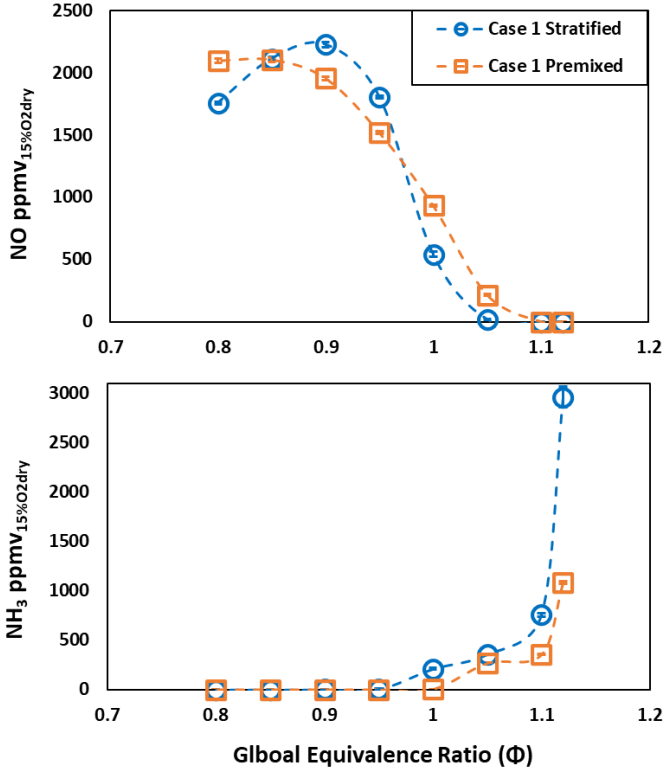 2500
2000
1500
1000
500
0
NO ppmv15%O2dry
Case 1 Stratified
Case 1 Premixed
0.7 0.8 0.9 1 1.1 1.2
3000
2500
2000
1500
1000
500
0
NH3 ppmv15%O2dry
0.7 0.8 0.9 1 1.1 1.2
Glboal Equivalence Ratio (Φ)